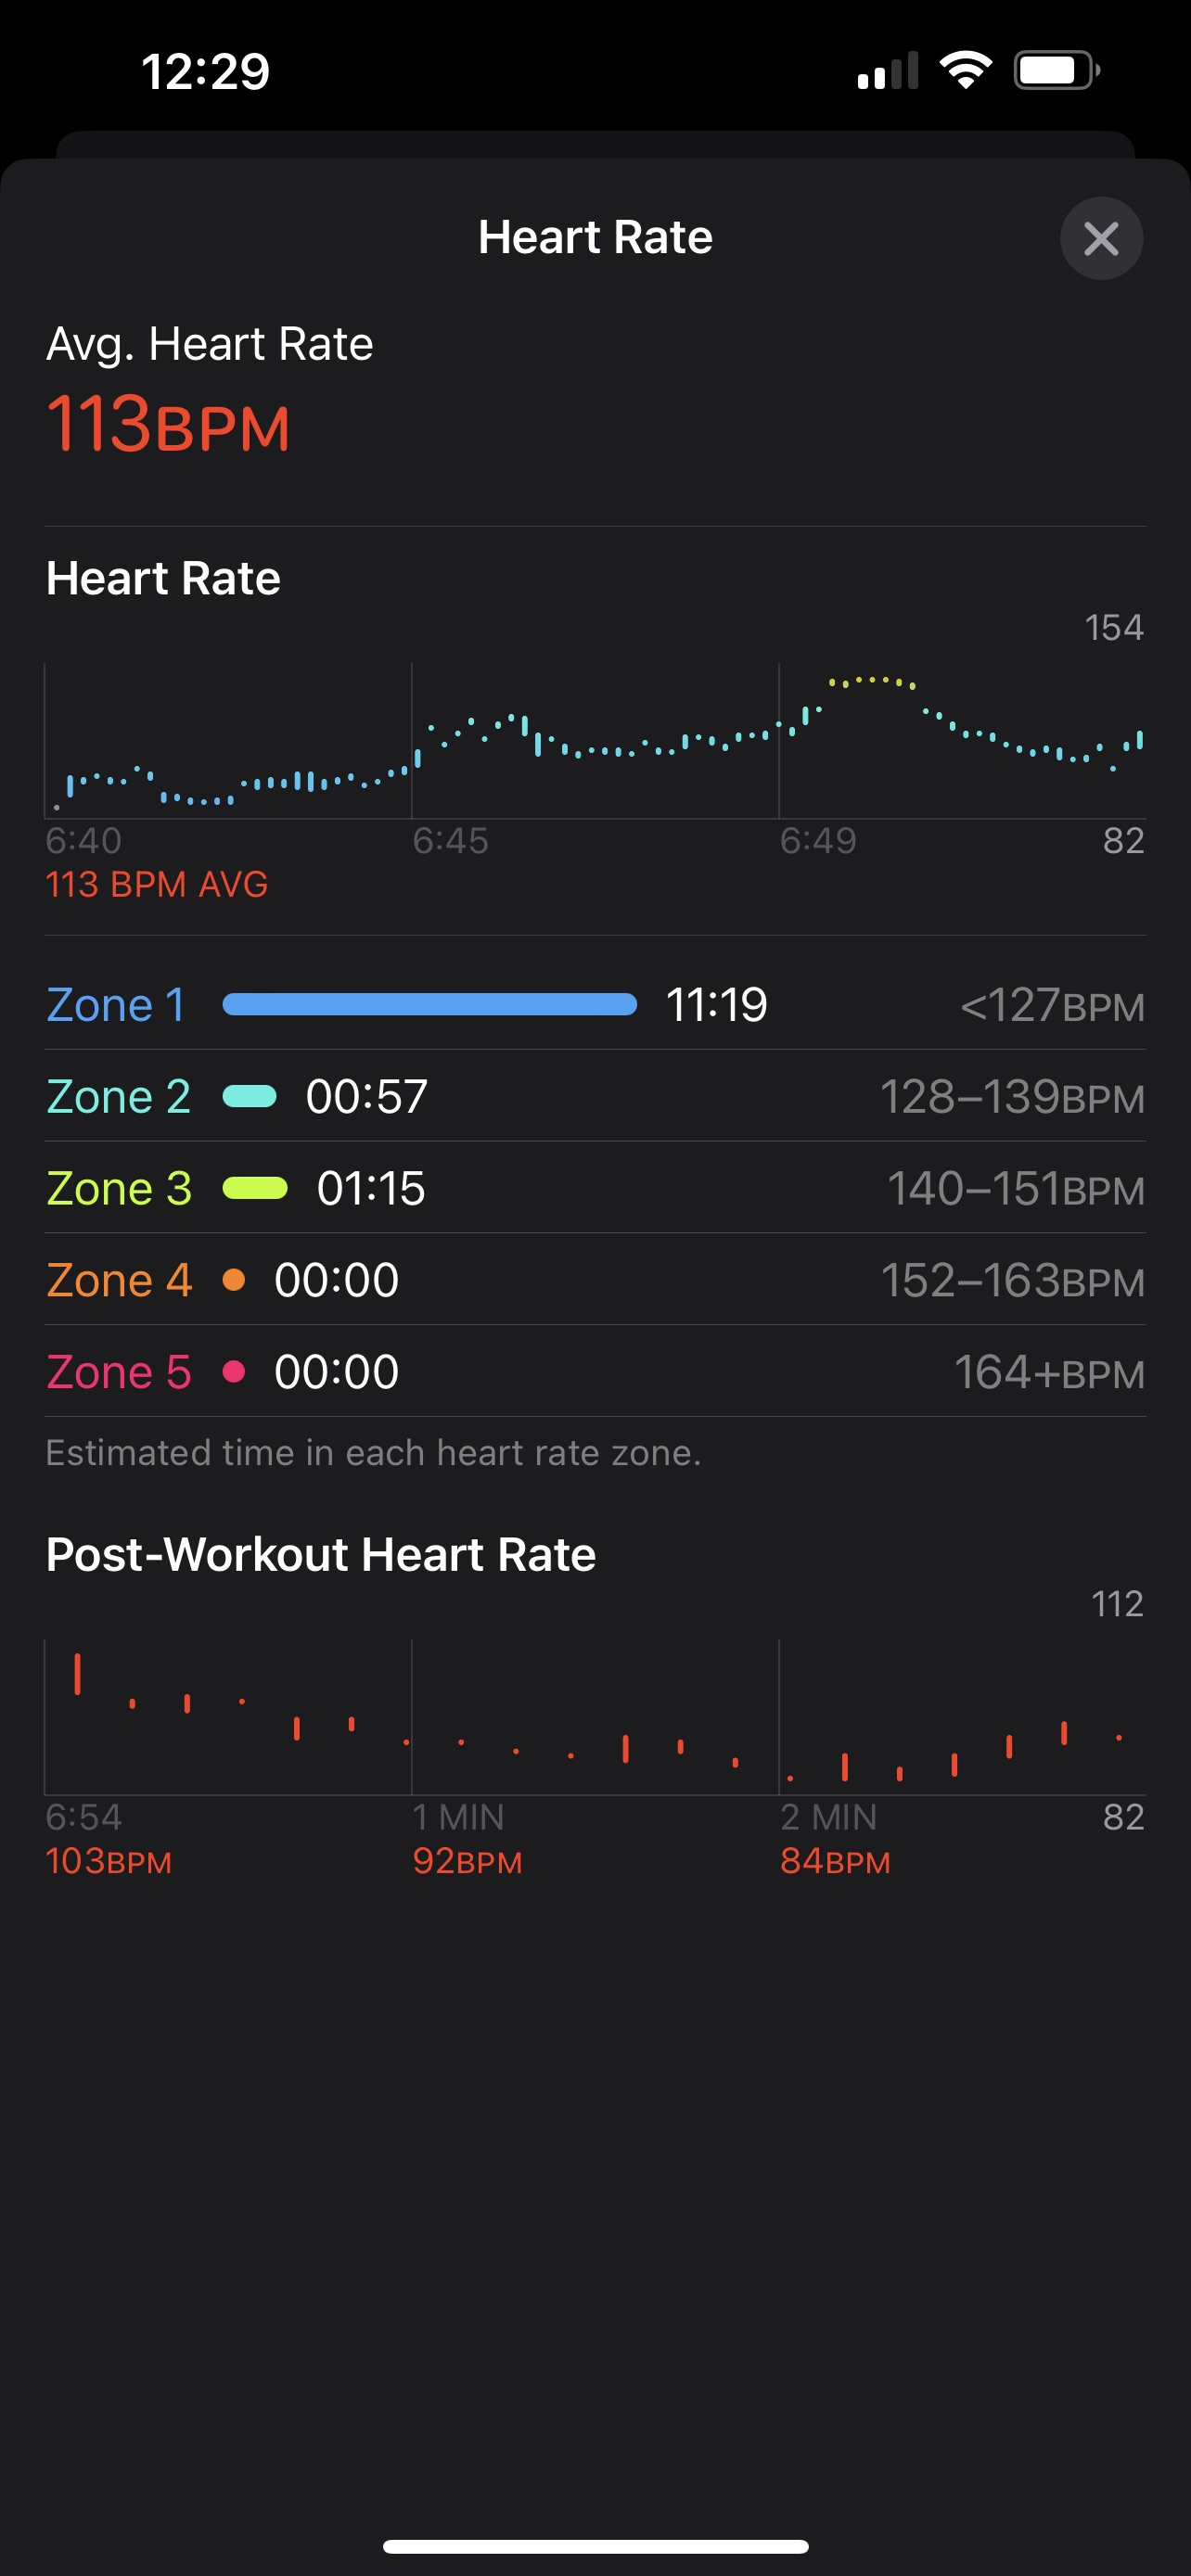 12:29
Heart Rate
Avg. Heart Rate
113BPM
Heart Rate
154
6:40 6:45 6:49 82
113 BPM AVG
Zone 1 11:19 <127BPM
Zone 2 00:57 128–139BPM
Zone 3 01:15 140–151BPM
Zone 4 00:00 152–163BPM
Zone 5 00:00 164+BPM
Estimated time in each heart rate zone.
Post-Workout Heart Rate
112
6:54 1 MIN 2 MIN 82
103BPM 92BPM 84BPM